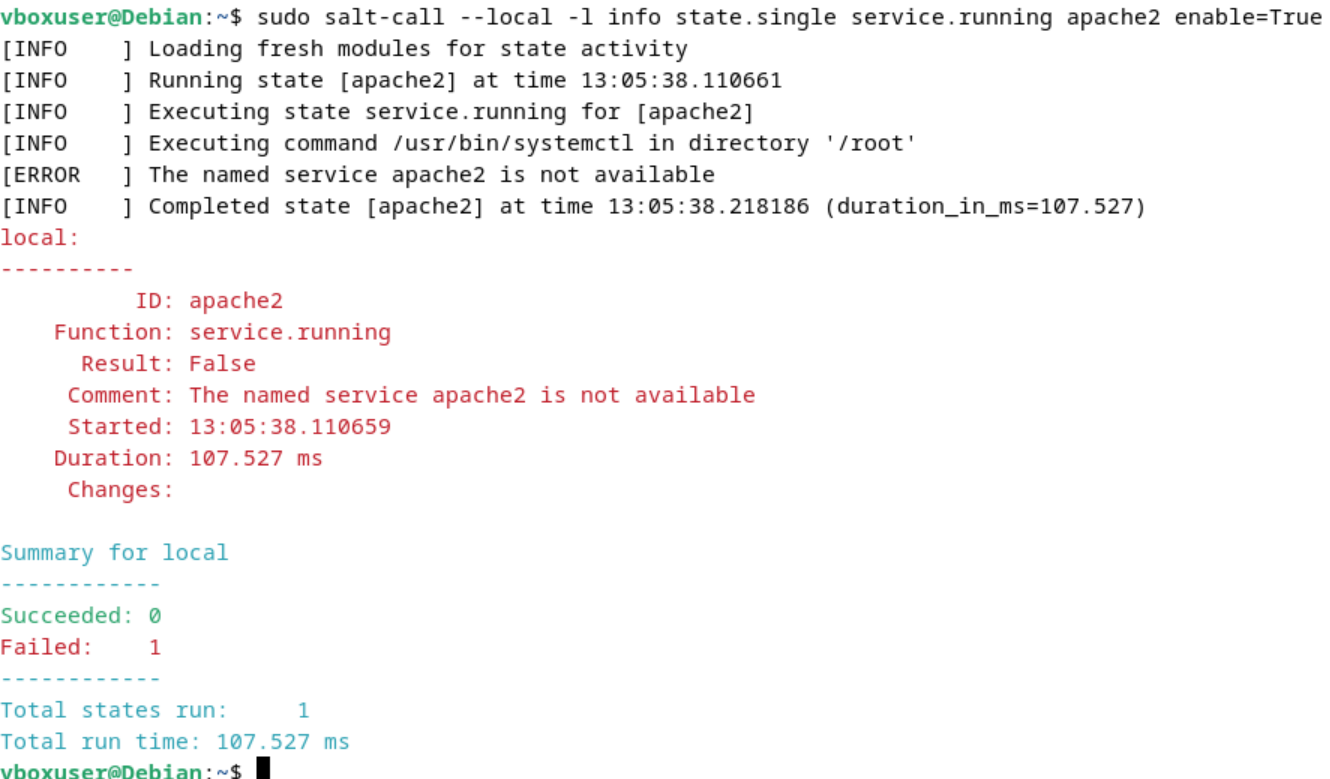 vboxuser@Debian:~$ sudo salt-call --local -l info state.single service.running apache2 enable=True
[INFO    ] Loading fresh modules for state activity
[INFO    ] Running state [apache2] at time 13:05:38.110661
[INFO    ] Executing state service.running for [apache2]
[INFO    ] Executing command /usr/bin/systemctl in directory '/root'
[ERROR   ] The named service apache2 is not available
[INFO    ] Completed state [apache2] at time 13:05:38.218186 (duration_in_ms=107.527)
local:
----------
          ID: apache2
    Function: service.running
      Result: False
     Comment: The named service apache2 is not available
     Started: 13:05:38.110659
    Duration: 107.527 ms
     Changes:

Summary for local
------------
Succeeded: 0
Failed:    1
------------
Total states run:     1
Total run time: 107.527 ms
vboxuser@Debian:~$